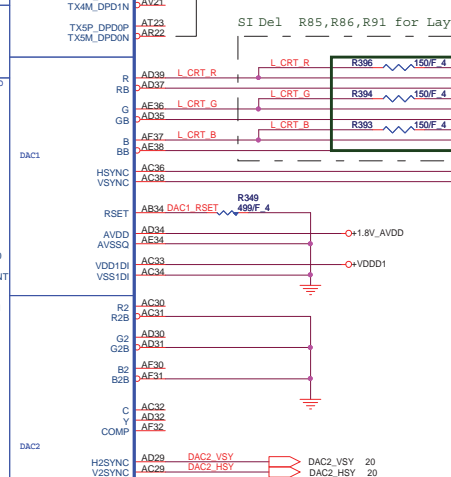 TX4M_DPD1N AV21
TX5P_DPD0P AT23
TX5M_DPD0N AR22
SI Del R85,R86,R91 for Lay
R396 150/F_4
R AD39 L_CRT_R L_CRT_R
RB AD37
R394 150/F_4
G AE36 L_CRT_G L_CRT_G
GB AD35
R393 150/F_4
B AF37 L_CRT_B L_CRT_B
BB AE38
DAC1
HSYNC AC36
VSYNC AC38
R349
RSET AB34 DAC1_RSET 499/F_4
AVDD AD34 +1.8V_AVDD
AVSSQ AE34
VDD1DI AC33 +VDDD1
VSS1DI AC34
NT
R2 AC30
R2B AC31
G2 AD30
G2B AD31
B2 AF30
B2B AF31
C AC32
Y AD32
COMP AF32
DAC2
H2SYNC AD29 DAC2_VSY DAC2_VSY 20
V2SYNC AC29 DAC2_HSY DAC2_HSY 20